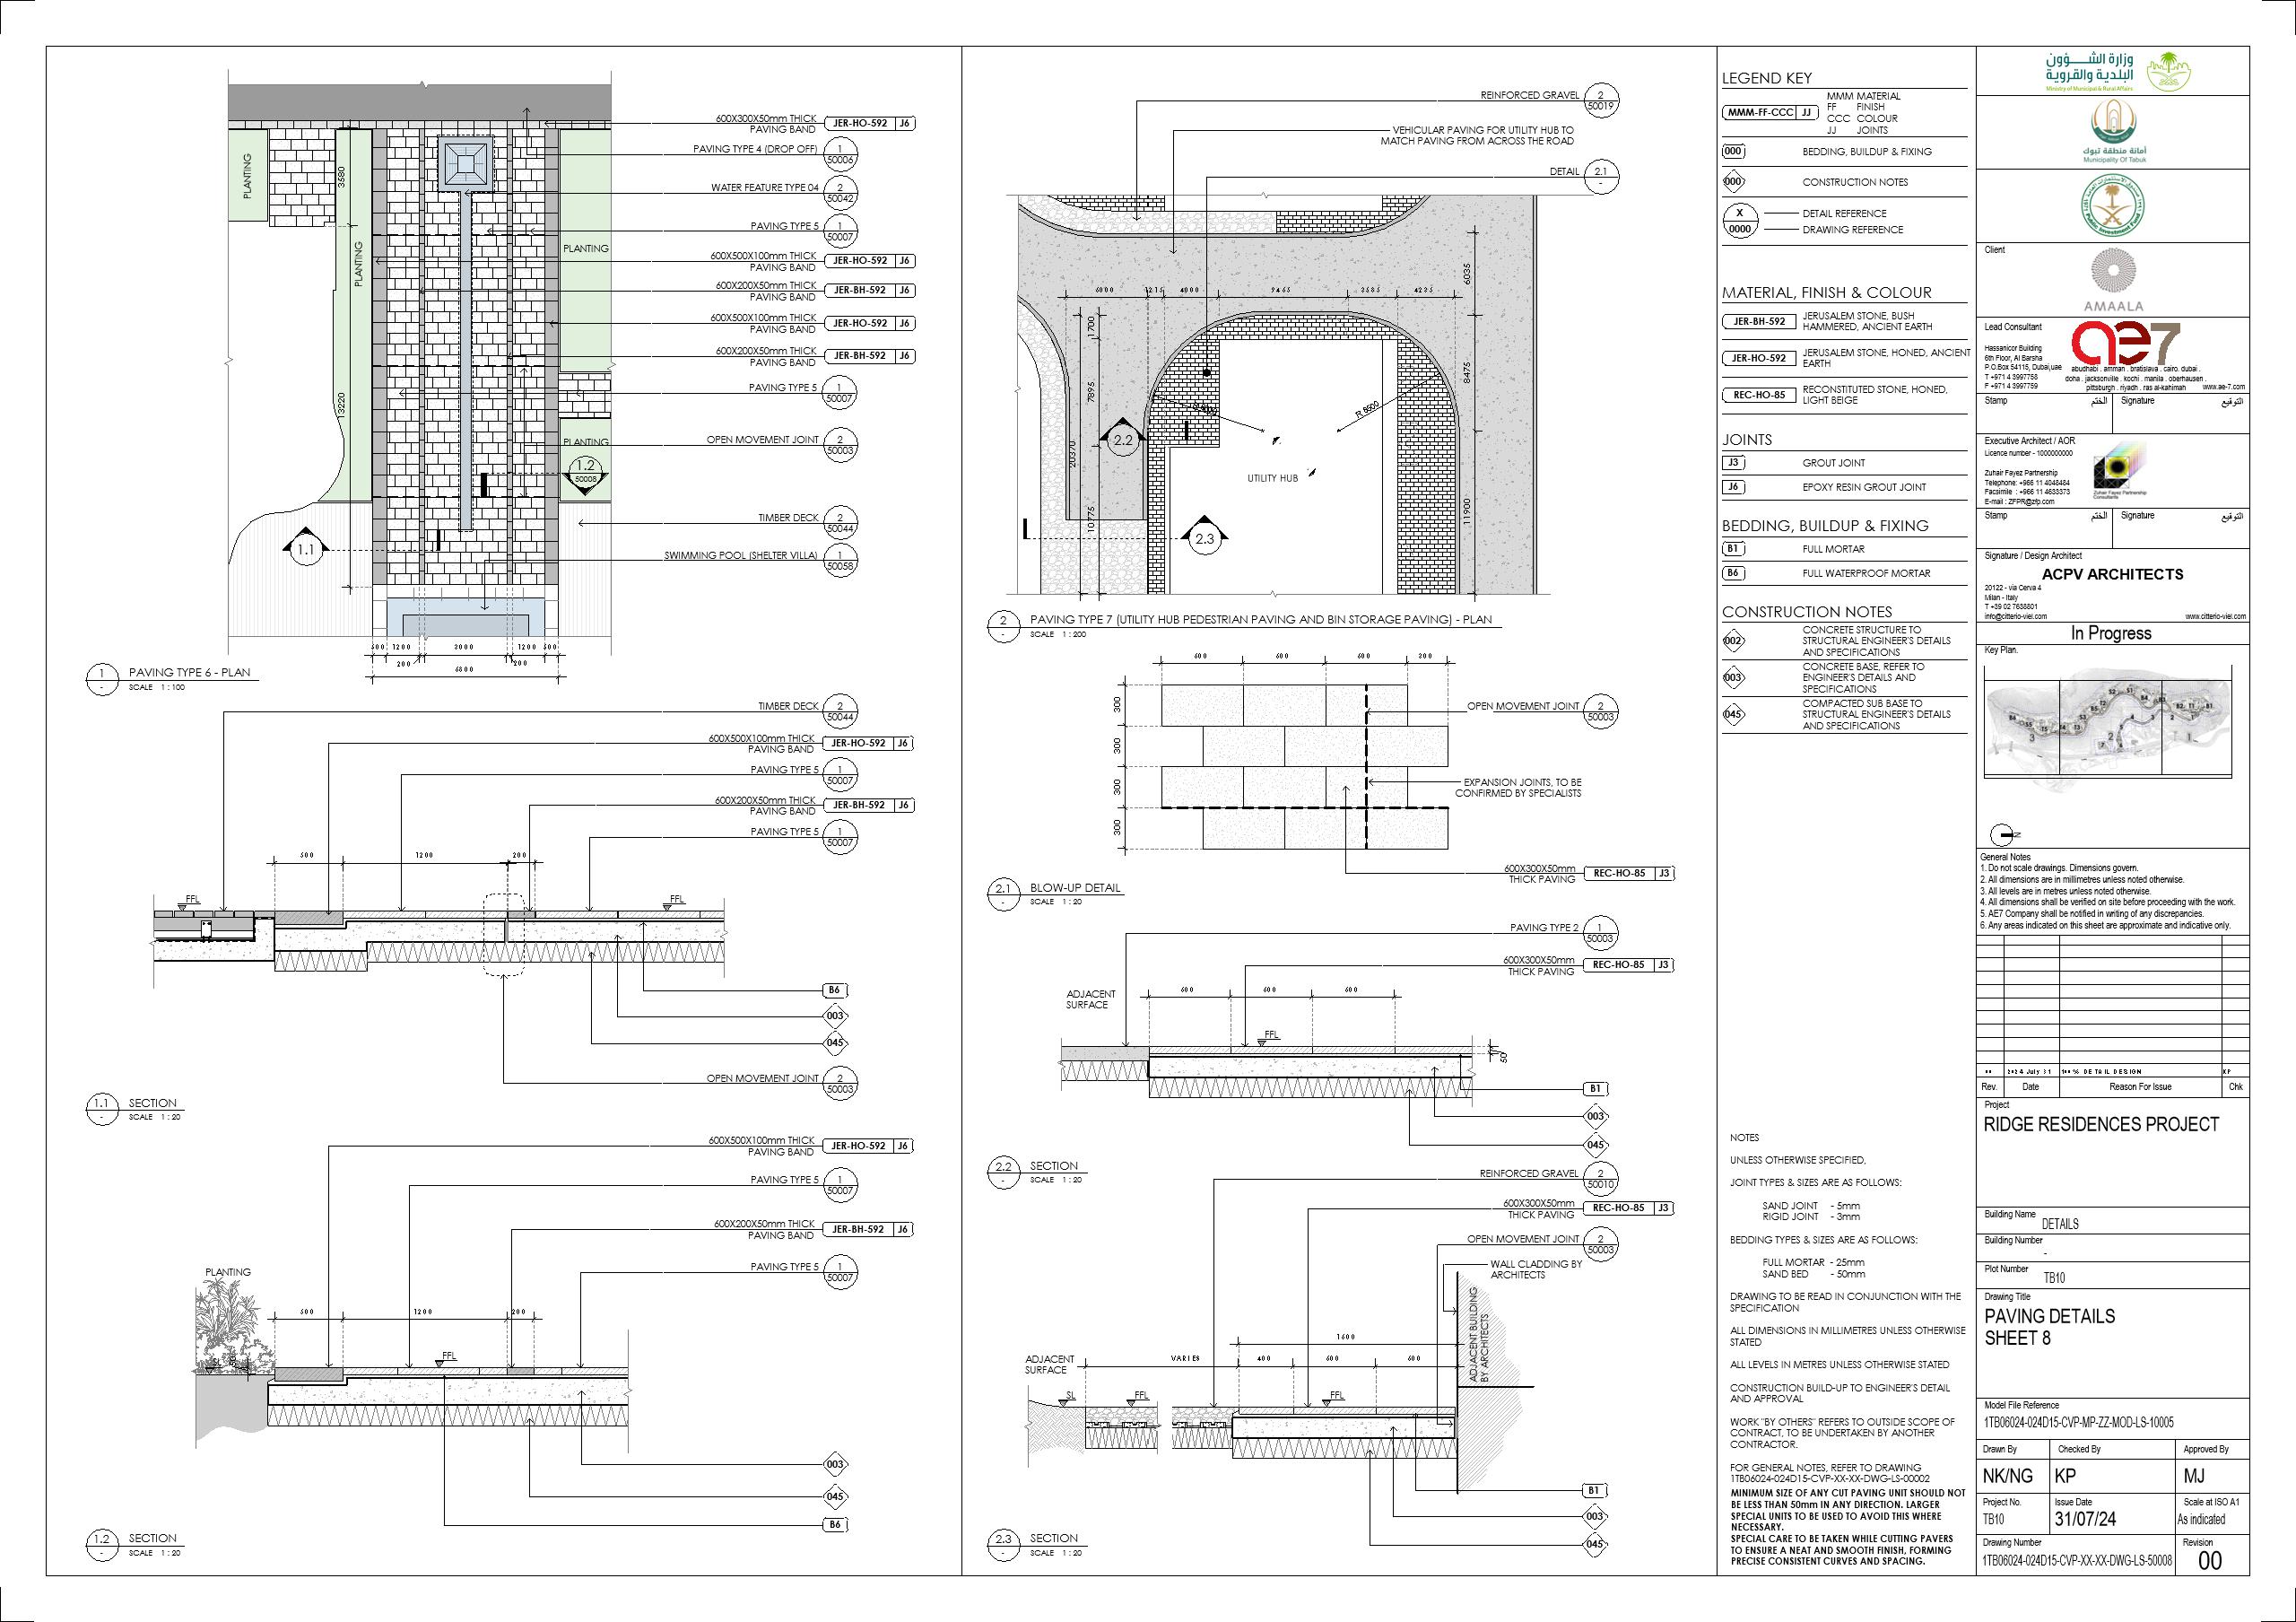 600X300X50mm THICK
PAVING BAND
JER-HO-592 J6
PAVING TYPE 4 (DROP OFF)
1
50006
WATER FEATURE TYPE 04
2
50042
PAVING TYPE 5
1
50007
600X500X100mm THICK
PAVING BAND
JER-HO-592 J6
600X200X50mm THICK
PAVING BAND
JER-BH-592 J6
600X500X100mm THICK
PAVING BAND
JER-HO-592 J6
600X200X50mm THICK
PAVING BAND
JER-BH-592 J6
PAVING TYPE 5
1
50007
OPEN MOVEMENT JOINT
2
50003
TIMBER DECK
2
50044
SWIMMING POOL (SHELTER VILLA)
1
50058
PLANTING
PLANTING
PLANTING
PLANTING
3580
13220
1.2
50008
1.1
500 1200 2000 1200 500
200 200
6800
1
-
PAVING TYPE 6 - PLAN
SCALE 1 : 100
TIMBER DECK
2
50044
600X500X100mm THICK
PAVING BAND
JER-HO-592 J6
PAVING TYPE 5
1
50007
600X200X50mm THICK
PAVING BAND
JER-BH-592 J6
PAVING TYPE 5
1
50007
500 1200 200
FFL
FFL
B6
003
045
OPEN MOVEMENT JOINT
2
50003
1.1
-
SECTION
SCALE 1 : 20
600X500X100mm THICK
PAVING BAND
JER-HO-592 J6
PAVING TYPE 5
1
50007
600X200X50mm THICK
PAVING BAND
JER-BH-592 J6
PAVING TYPE 5
1
50007
PLANTING
500 1200 200
SL
50
FFL
003
045
B6
1.2
-
SECTION
SCALE 1 : 20
REINFORCED GRAVEL
2
50019
VEHICULAR PAVING FOR UTILITY HUB TO
MATCH PAVING FROM ACROSS THE ROAD
DETAIL
2.1
-
6000 1215 4000 9465 3585 4235
6035
8475
11900
1700
7895
20370
10775
R 8500
2.2
UTILITY HUB
2.3
2
-
PAVING TYPE 7 (UTILITY HUB PEDESTRIAN PAVING AND BIN STORAGE PAVING) - PLAN
SCALE 1 : 200
600 600 600 300
300
300
300
300
OPEN MOVEMENT JOINT
2
50003
EXPANSION JOINTS, TO BE
CONFIRMED BY SPECIALISTS
600X300X50mm
THICK PAVING
REC-HO-85 J3
2.1
-
BLOW-UP DETAIL
SCALE 1 : 20
PAVING TYPE 2
1
50003
600X300X50mm
THICK PAVING
REC-HO-85 J3
ADJACENT
SURFACE
600 600 600
FFL
50
B1
003
045
2.2
-
SECTION
SCALE 1 : 20
REINFORCED GRAVEL
2
50010
600X300X50mm
THICK PAVING
REC-HO-85 J3
OPEN MOVEMENT JOINT
2
50003
WALL CLADDING BY
ARCHITECTS
ADJACENT BUILDING
BY ARCHITECTS
1600
ADJACENT
SURFACE
VARIES 400 600 600
SL
FFL
FFL
B1
003
045
2.3
-
SECTION
SCALE 1 : 20
LEGEND KEY
MMM-FF-CCC JJ
MMM MATERIAL
FF FINISH
CCC COLOUR
JJ JOINTS
000 BEDDING, BUILDUP & FIXING
000 CONSTRUCTION NOTES
X DETAIL REFERENCE
0000 DRAWING REFERENCE
MATERIAL, FINISH & COLOUR
JER-BH-592 JERUSALEM STONE, BUSH
HAMMERED, ANCIENT EARTH
JER-HO-592 JERUSALEM STONE, HONED, ANCIENT
EARTH
REC-HO-85 RECONSTITUTED STONE, HONED,
LIGHT BEIGE
JOINTS
J3 GROUT JOINT
J6 EPOXY RESIN GROUT JOINT
BEDDING, BUILDUP & FIXING
B1 FULL MORTAR
B6 FULL WATERPROOF MORTAR
CONSTRUCTION NOTES
002 CONCRETE STRUCTURE TO
STRUCTURAL ENGINEER'S DETAILS
AND SPECIFICATIONS
003 CONCRETE BASE, REFER TO
ENGINEER'S DETAILS AND
SPECIFICATIONS
045 COMPACTED SUB BASE TO
STRUCTURAL ENGINEER'S DETAILS
AND SPECIFICATIONS
NOTES
UNLESS OTHERWISE SPECIFIED,
JOINT TYPES & SIZES ARE AS FOLLOWS:
SAND JOINT - 5mm
RIGID JOINT - 3mm
BEDDING TYPES & SIZES ARE AS FOLLOWS:
FULL MORTAR - 25mm
SAND BED - 50mm
DRAWING TO BE READ IN CONJUNCTION WITH THE
SPECIFICATION
ALL DIMENSIONS IN MILLIMETRES UNLESS OTHERWISE
STATED
ALL LEVELS IN METRES UNLESS OTHERWISE STATED
CONSTRUCTION BUILD-UP TO ENGINEER'S DETAIL
AND APPROVAL
WORK "BY OTHERS" REFERS TO OUTSIDE SCOPE OF
CONTRACT, TO BE UNDERTAKEN BY ANOTHER
CONTRACTOR.
FOR GENERAL NOTES, REFER TO DRAWING
1TB06024-024D15-CVP-XX-XX-DWG-LS-00002
MINIMUM SIZE OF ANY CUT PAVING UNIT SHOULD NOT
BE LESS THAN 50mm IN ANY DIRECTION. LARGER
SPECIAL UNITS TO BE USED TO AVOID THIS WHERE
NECESSARY.
SPECIAL CARE TO BE TAKEN WHILE CUTTING PAVERS
TO ENSURE A NEAT AND SMOOTH FINISH, FORMING
PRECISE CONSISTENT CURVES AND SPACING.
وزارة الشؤون
البلدية والقروية
Ministry of Municipal & Rural Affairs
أمانة منطقة تبوك
Municipality Of Tabuk
Client
AMAALA
Lead Consultant
ae7
Hassanicor Building
6th Floor, Al Barsha
P.O.Box 54115, Dubai,uae
T +971 4 3997758
F +971 4 3997759
abudhabi . amman . bratislava . cairo. dubai .
doha . jacksonville . kochi . manila . oberhausen .
pittsburgh . riyadh . ras al-kahimah www.ae-7.com
Stamp الختم Signature التوقيع
Executive Architect / AOR
Licence number - 1000000000
Zuhair Fayez Partnership
Telephone: +966 11 4048484
Facsimile : +966 11 4633373
E-mail : ZFPR@zfp.com
Zuhair Fayez Partnership
Consultants
Stamp الختم Signature التوقيع
Signature / Design Architect
ACPV ARCHITECTS
20122 - via Cerva 4
Milan - Italy
T +39 02 7638801
info@citterio-viel.com www.citterio-viel.com
In Progress
Key Plan.
N
General Notes
1. Do not scale drawings. Dimensions govern.
2. All dimensions are in millimetres unless noted otherwise.
3. All levels are in metres unless noted otherwise.
4. All dimensions shall be verified on site before proceeding with the work.
5. AE7 Company shall be notified in writing of any discrepancies.
6. Any areas indicated on this sheet are approximate and indicative only.
00 2024 July 31 100% DETAIL DESIGN KP
Rev. Date Reason For Issue Chk
Project
RIDGE RESIDENCES PROJECT
Building Name
DETAILS
Building Number
-
Plot Number
TB10
Drawing Title
PAVING DETAILS
SHEET 8
Model File Reference
1TB06024-024D15-CVP-MP-ZZ-MOD-LS-10005
Drawn By Checked By Approved By
NK/NG KP MJ
Project No. Issue Date Scale at ISO A1
TB10 31/07/24 As indicated
Drawing Number Revision
1TB06024-024D15-CVP-XX-XX-DWG-LS-50008 00